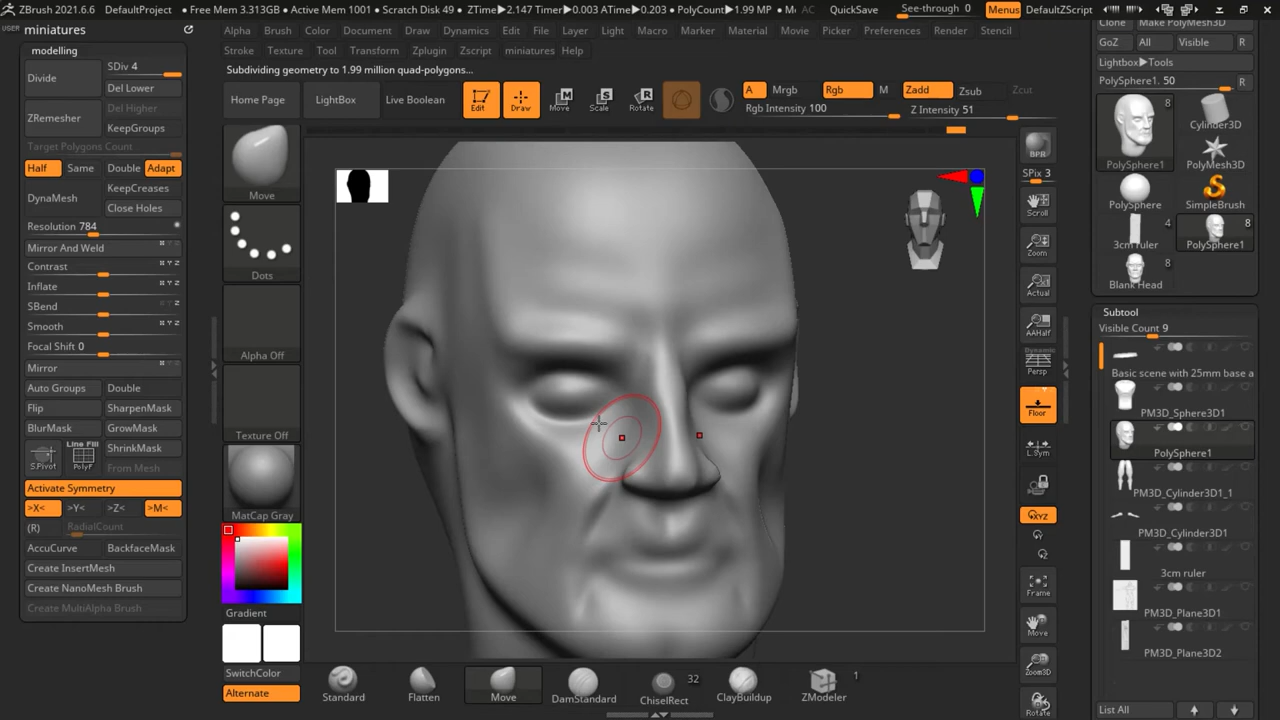 ZBrush 2021.6.6 DefaultProject • Free Mem 3.313GB • Active Mem 1001 • Scratch Disk 49 • ZTime▶2.147 Timer▶0.003 ATime▶0.203 • PolyCount▶1.99 MP • M AC QuickSave See-through 0 Menus DefaultZScript
USER miniatures
Alpha Brush Color Document Draw Dynamics Edit File Layer Light Macro Marker Material Movie Picker Preferences Render Stencil
Stroke Texture Tool Transform Zplugin Zscript miniatures Help
Subdividing geometry to 1.99 million quad-polygons...
modelling
Divide
SDiv 4
Del Lower
ZRemesher
Del Higher
KeepGroups
Target Polygons Count
Half Same Double Adapt
DynaMesh
KeepCreases
Close Holes
Resolution 784
Mirror And Weld
Contrast
Inflate
SBend
Smooth
Focal Shift 0
Mirror
Auto Groups Double
Flip SharpenMask
BlurMask GrowMask
S.Pivot
Line Fill
PolyF
ShrinkMask
From Mesh
Activate Symmetry
>X< >Y< >Z< >M<
(R) RadialCount
AccuCurve BackfaceMask
Create InsertMesh
Create NanoMesh Brush
Create MultiAlpha Brush
Home Page LightBox Live Boolean
Edit Draw Move Scale Rotate
A Mrgb Rgb M Zadd Zsub Zcut
Rgb Intensity 100 Z Intensity 51
Move
Dots
Alpha Off
Texture Off
MatCap Gray
Gradient
SwitchColor
Alternate
Standard Flatten Move DamStandard ChiselRect 32 ClayBuildup ZModeler 1
BPR
SPix 3
Scroll
Zoom
Actual
AAHalf
Dynamic
Persp
Floor
L.Sym
XYZ
Frame
Move
Zoom3D
Rotate
Clone Make PolyMesh3D
GoZ All Visible R
Lightbox▶Tools
PolySphere1. 50 R
8
PolySphere1
Cylinder3D
PolyMesh3D
PolySphere
SimpleBrush
4
3cm ruler
8
PolySphere1
8
Blank Head
Subtool
Visible Count 9
Basic scene with 25mm base a
PM3D_Sphere3D1
PolySphere1
PM3D_Cylinder3D1_1
PM3D_Cylinder3D1
3cm ruler
PM3D_Plane3D1
PM3D_Plane3D2
List All